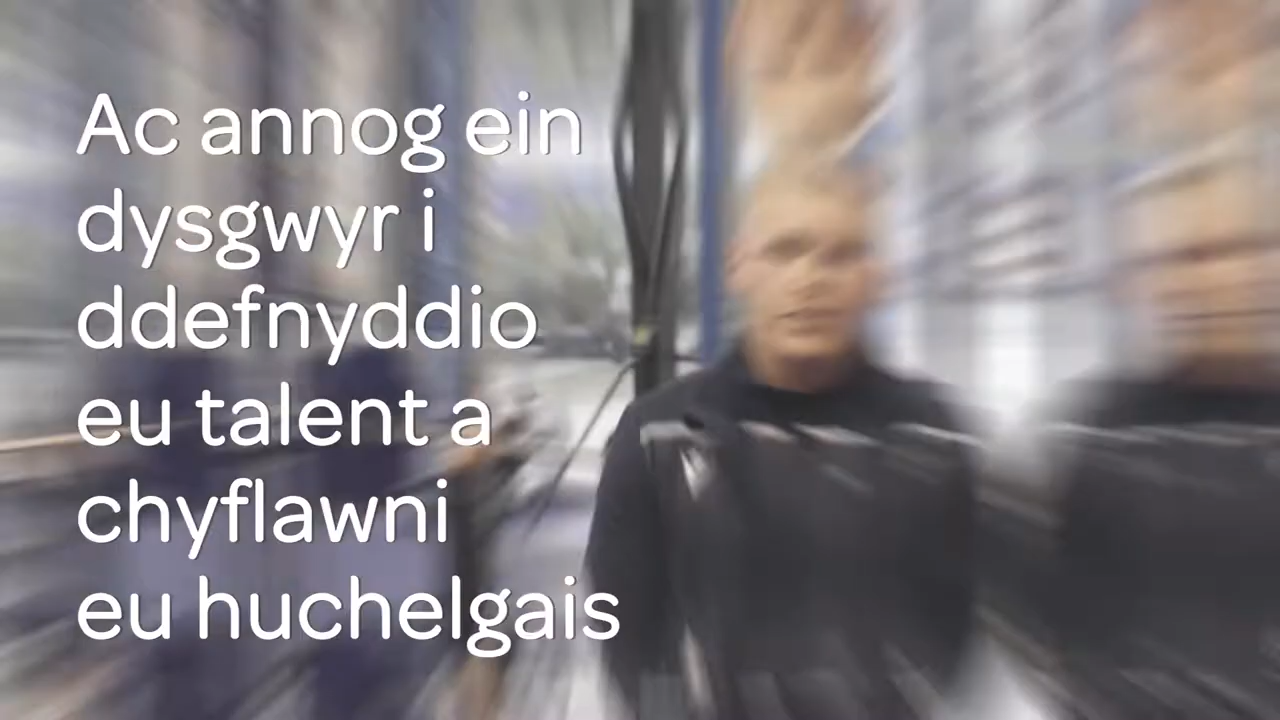 Ac annog ein
dysgwyr i
ddefnyddio
eu talent a
chyflawni
eu huchelgais